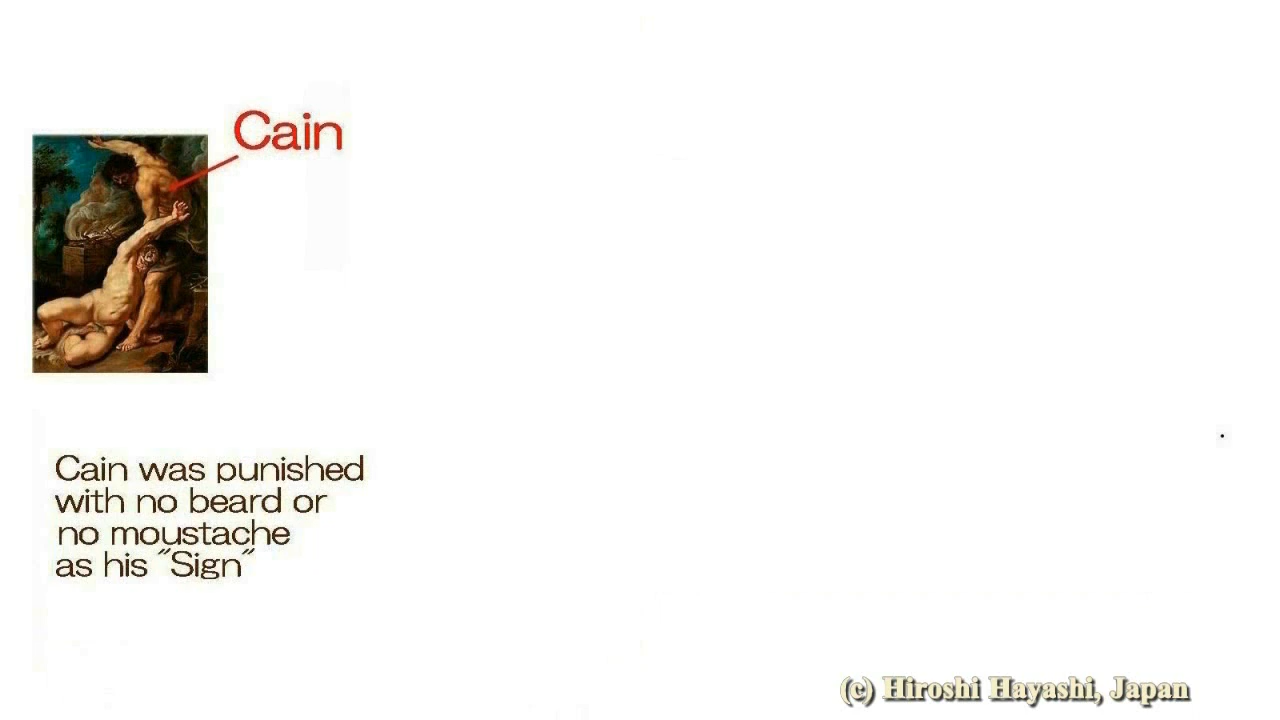 Cain
Cain was punished
with no beard or
no moustache
as his "Sign"
(c) Hiroshi Hayashi, Japan